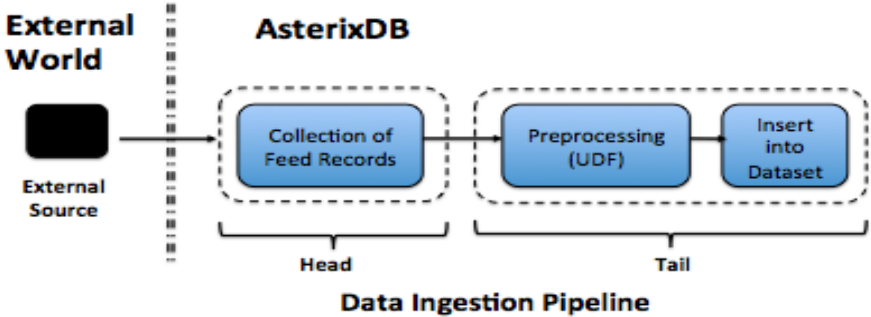 External
World
AsterixDB
External
Source
Collection of
Feed Records
Preprocessing
(UDF)
Insert
into
Dataset
Head
Tail
Data Ingestion Pipeline